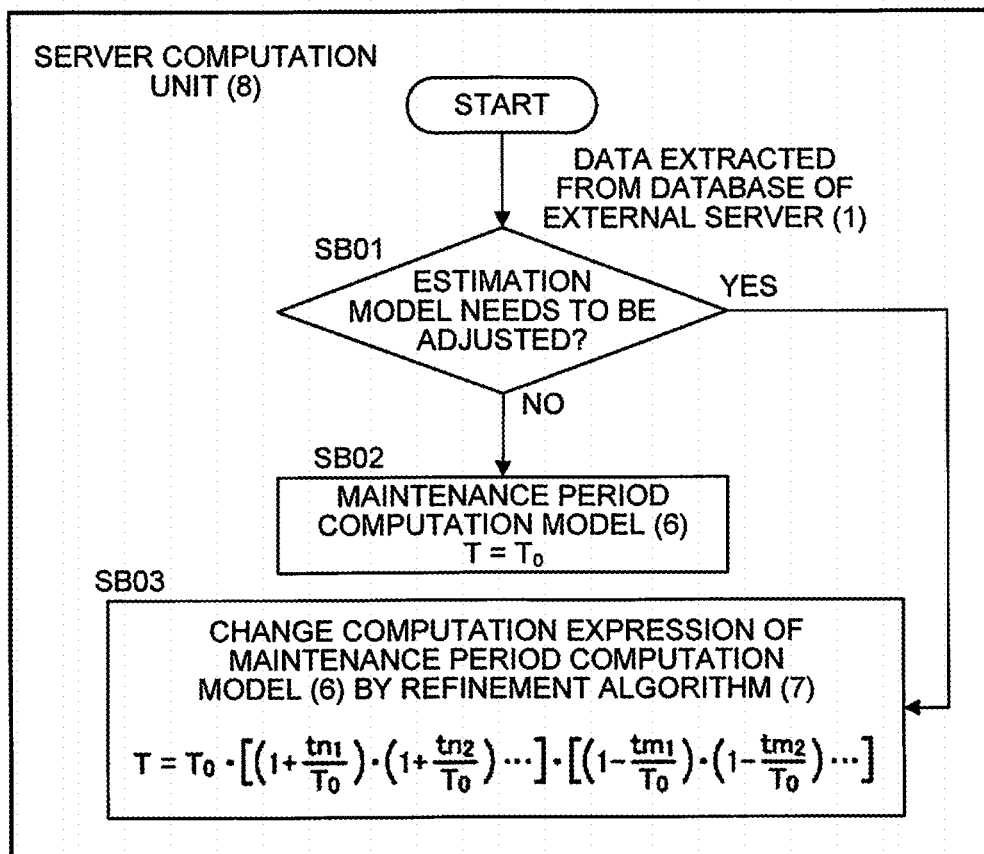 SERVER COMPUTATION
UNIT (8)
START
DATA EXTRACTED
FROM DATABASE OF
EXTERNAL SERVER (1)
SB01
ESTIMATION
MODEL NEEDS TO BE
ADJUSTED?
YES
NO
SB02
MAINTENANCE PERIOD
COMPUTATION MODEL (6)
T = T₀
SB03
CHANGE COMPUTATION EXPRESSION OF
MAINTENANCE PERIOD COMPUTATION
MODEL (6) BY REFINEMENT ALGORITHM (7)
T = T₀ · [(1+tn₁/T₀)·(1+tn₂/T₀)···]·[(1-tm₁/T₀)·(1-tm₂/T₀)···]